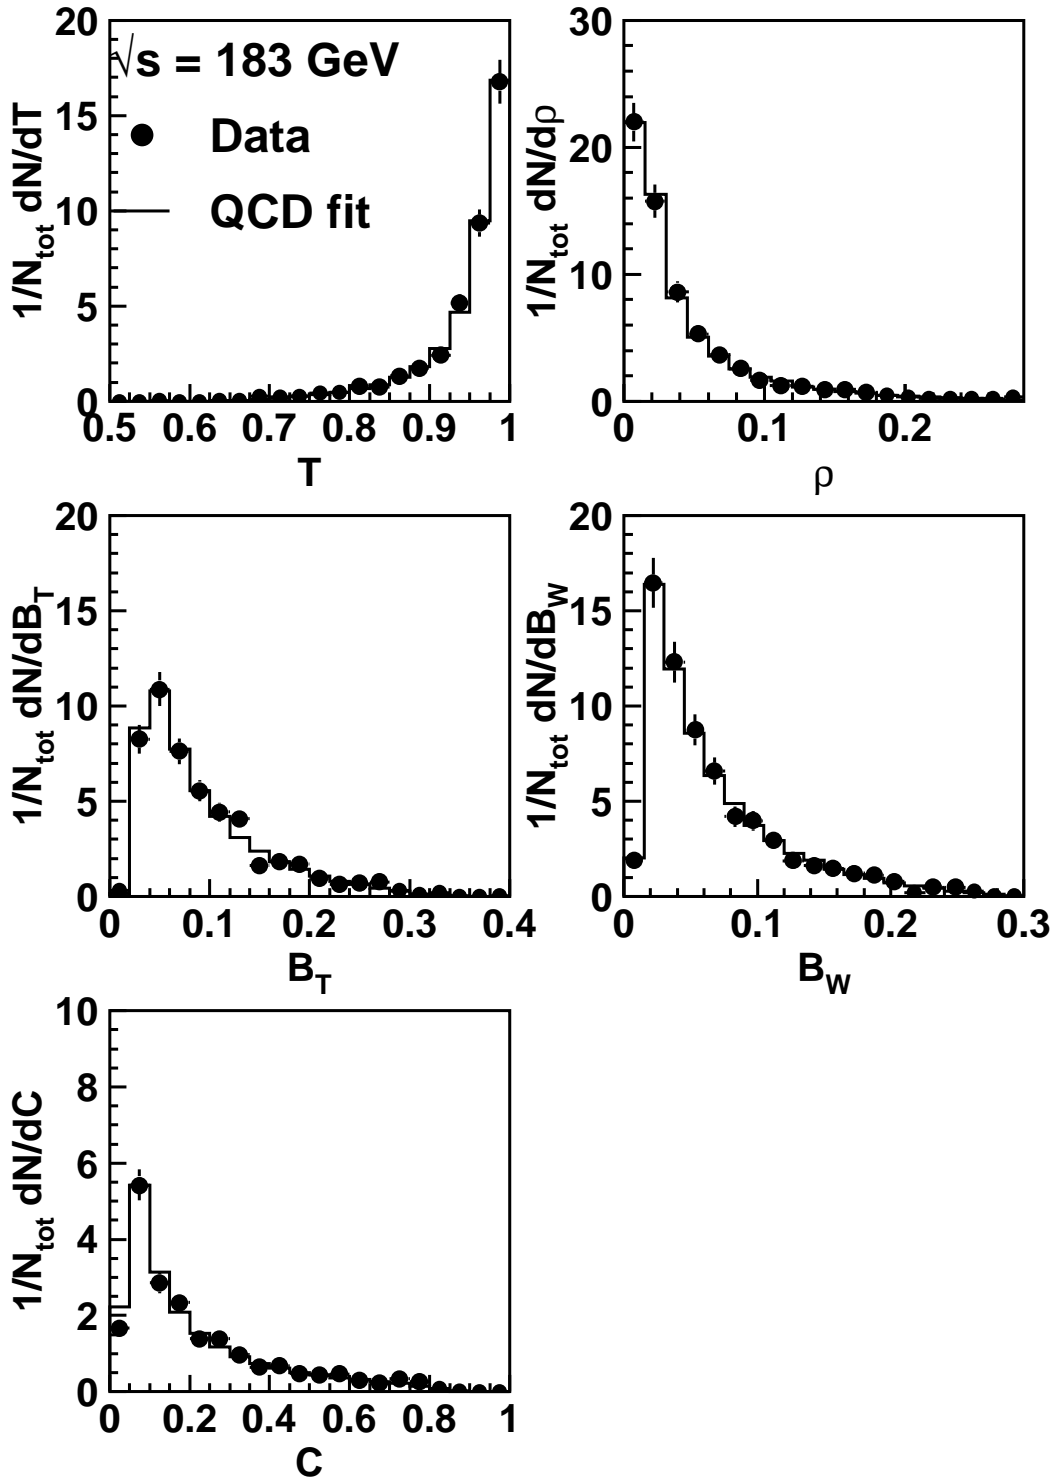 √s = 183 GeV
Data
QCD fit
1/N_tot dN/dT
20
15
10
5
0
0.5 0.6 0.7 0.8 0.9 1
T
1/N_tot dN/dρ
30
20
10
0
0 0.1 0.2
ρ
1/N_tot dN/dB_T
20
15
10
5
0
0 0.1 0.2 0.3 0.4
B_T
1/N_tot dN/dB_W
20
15
10
5
0
0 0.1 0.2 0.3
B_W
1/N_tot dN/dC
10
8
6
4
2
0
0 0.2 0.4 0.6 0.8 1
C